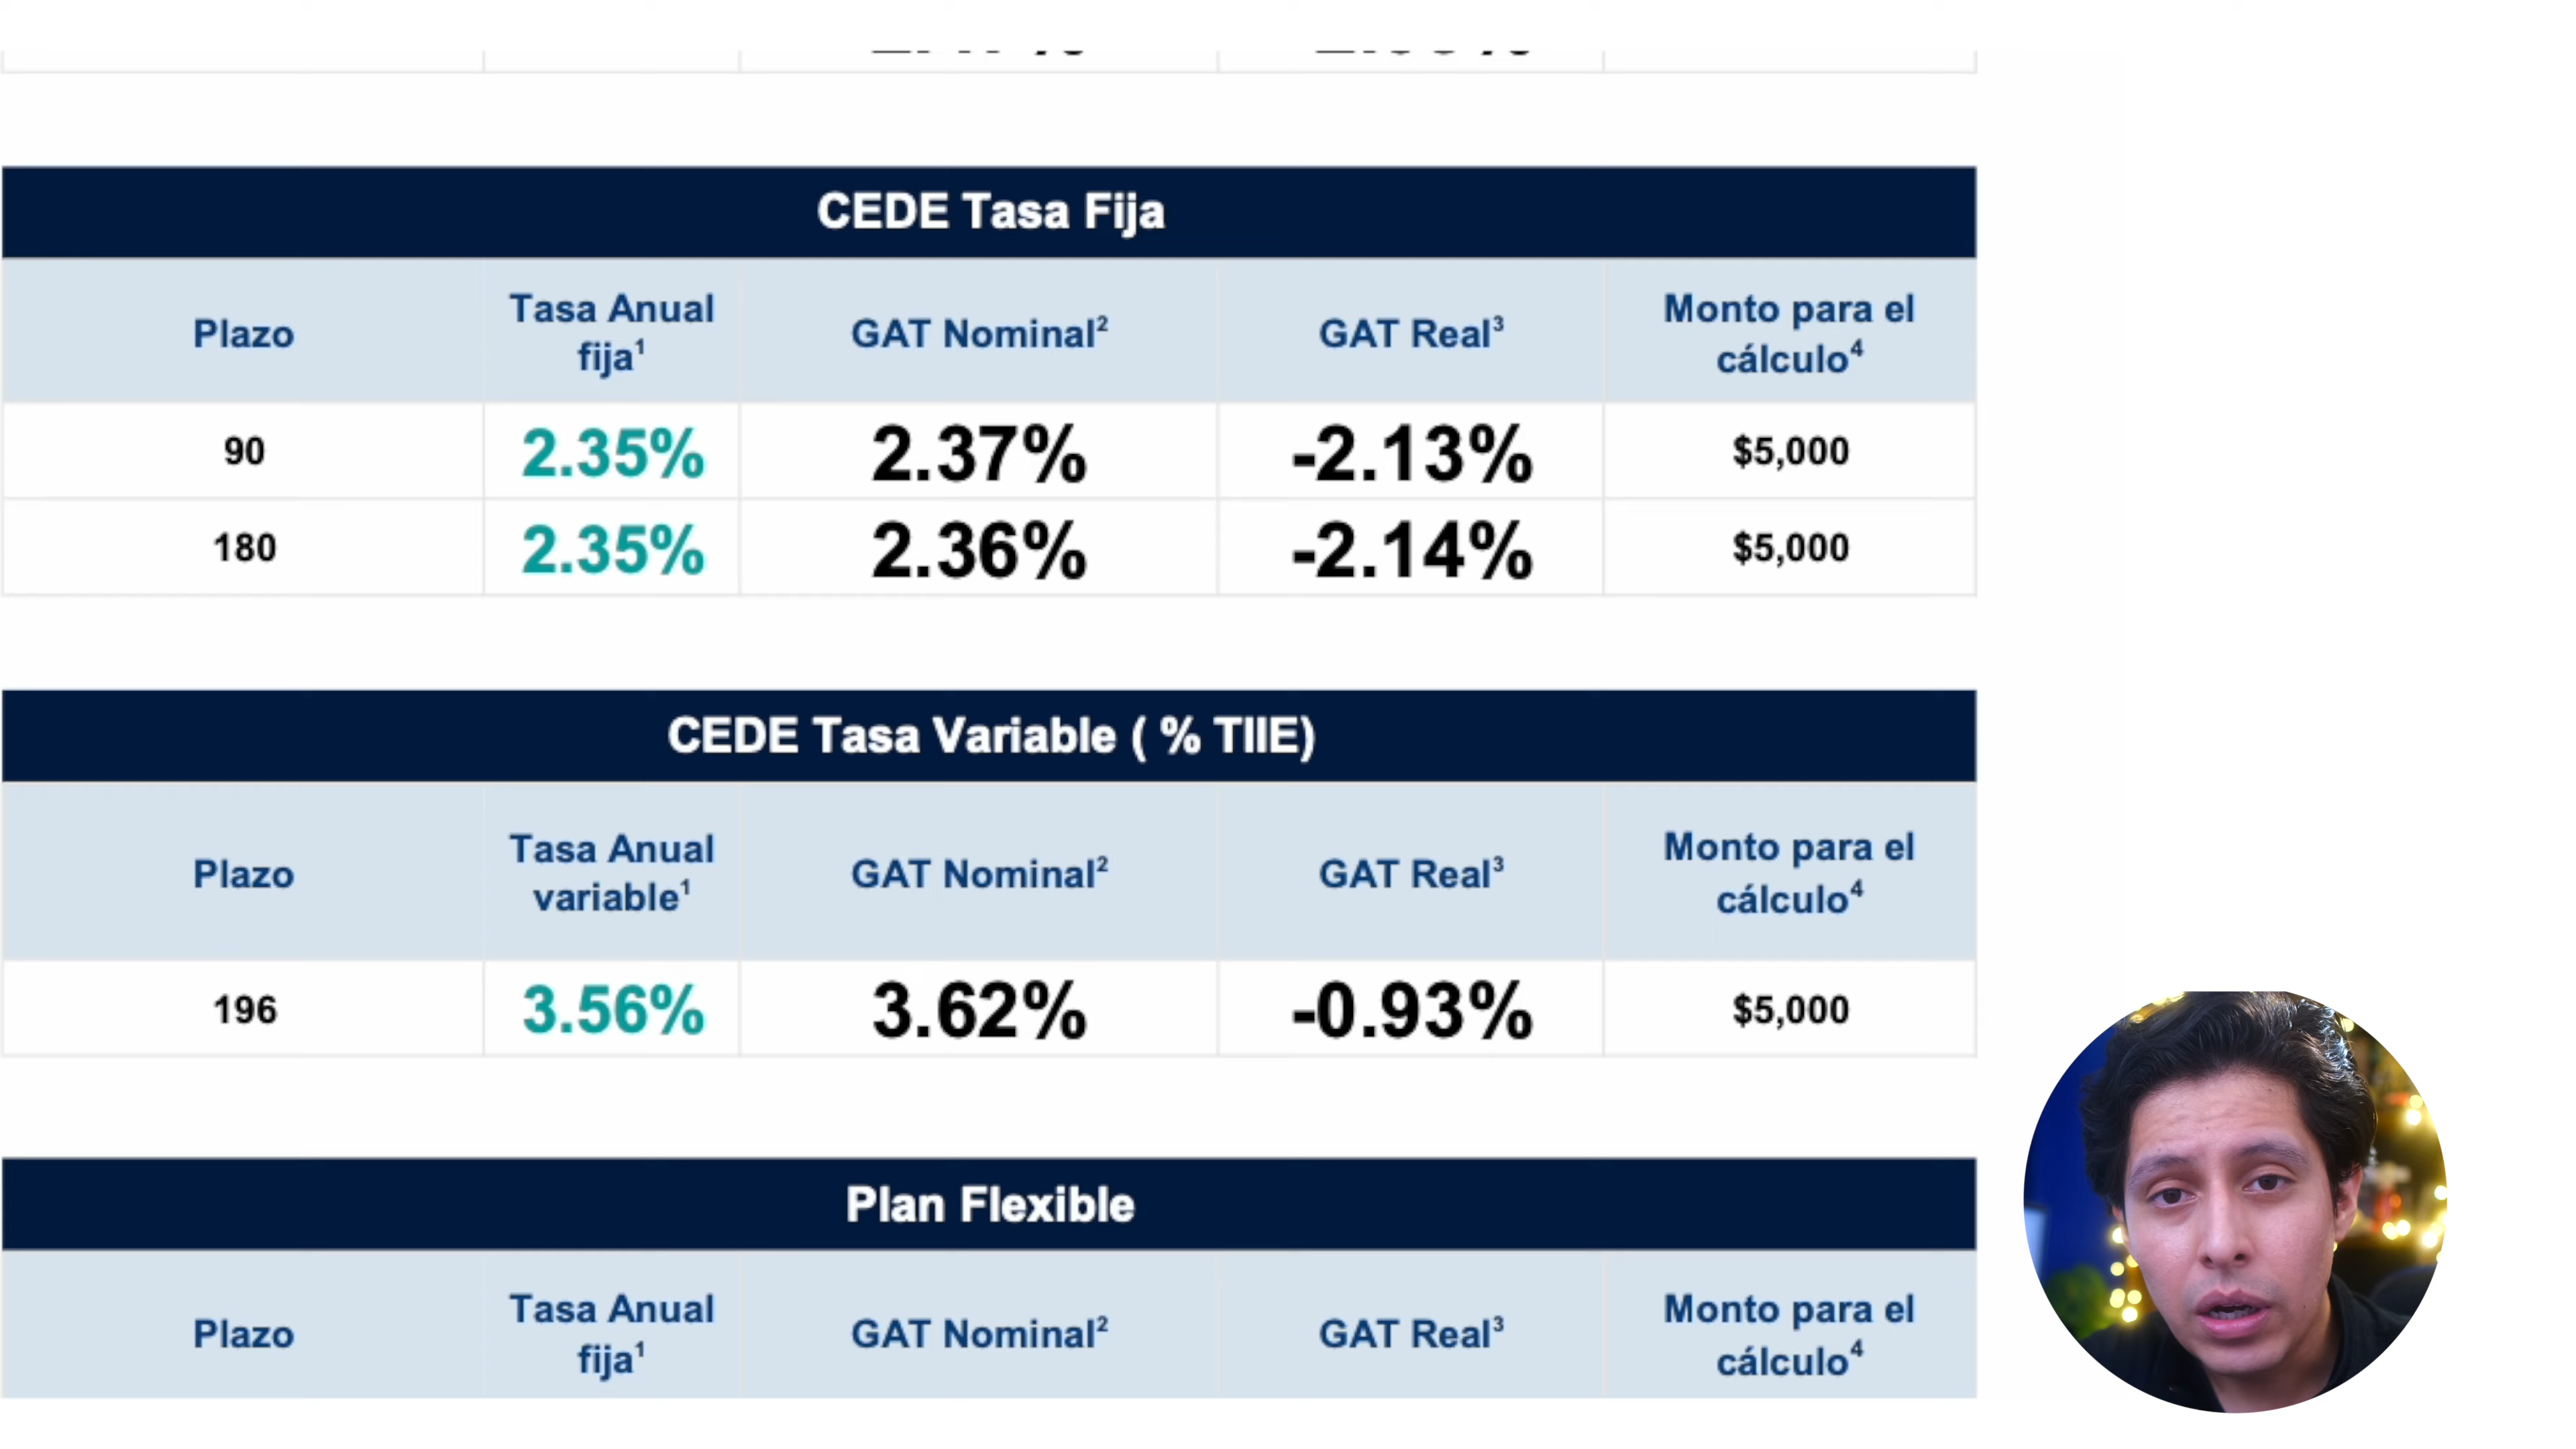 CEDE Tasa Fija
Plazo
Tasa Anual
fija¹
GAT Nominal²
GAT Real³
Monto para el
cálculo⁴
90 2.35% 2.37% -2.13% $5,000
180 2.35% 2.36% -2.14% $5,000
CEDE Tasa Variable ( % TIIE)
Plazo
Tasa Anual
variable¹
GAT Nominal²
GAT Real³
Monto para el
cálculo⁴
196 3.56% 3.62% -0.93% $5,000
Plan Flexible
Plazo
Tasa Anual
fija¹
GAT Nominal²
GAT Real³
Monto para el
cálculo⁴